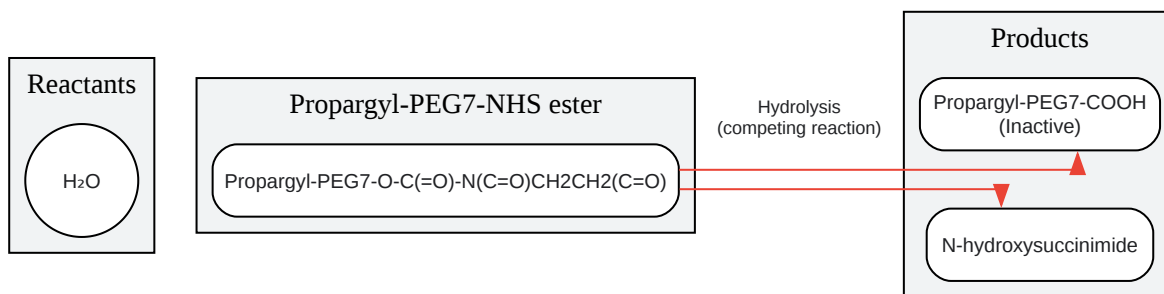 Reactants
H₂O
Propargyl-PEG7-NHS ester
Propargyl-PEG7-O-C(=O)-N(C=O)CH2CH2(C=O)
Hydrolysis
(competing reaction)
Products
Propargyl-PEG7-COOH
(Inactive)
N-hydroxysuccinimide